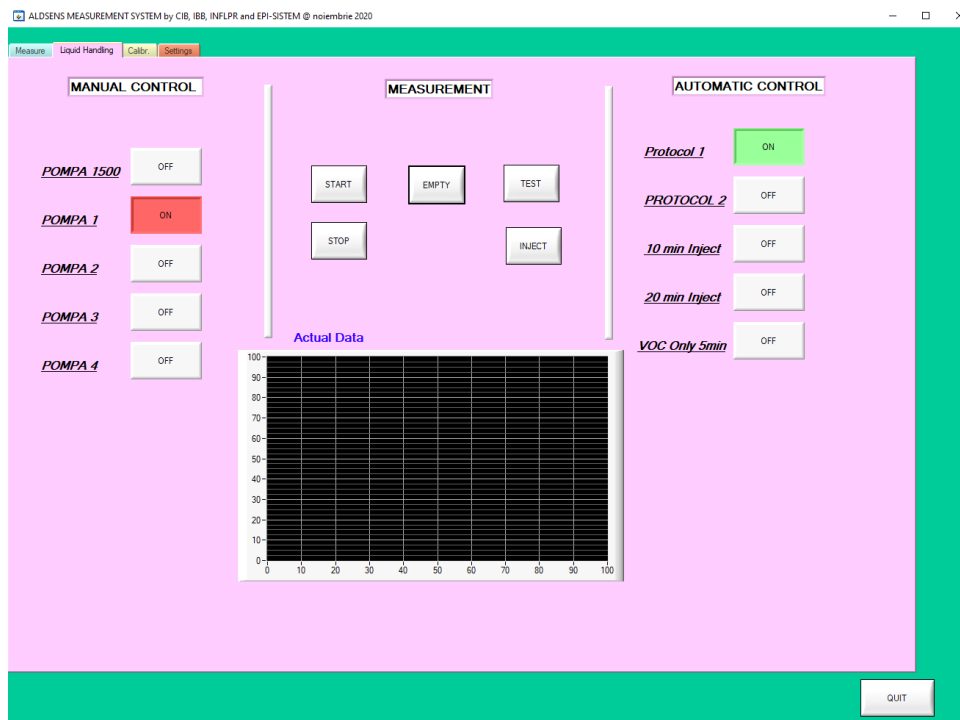 ALDSENS MEASUREMENT SYSTEM by CIB, IBB, INFLPR and EPI-SISTEM @ noiembrie 2020
Measure Liquid Handling Calibr. Settings
MANUAL CONTROL
POMPA 1500 OFF
POMPA 1 ON
POMPA 2 OFF
POMPA 3 OFF
POMPA 4 OFF
MEASUREMENT
START EMPTY TEST
STOP INJECT
Actual Data
100
90
80
70
60
50
40
30
20
10
0
0 10 20 30 40 50 60 70 80 90 100
AUTOMATIC CONTROL
Protocol 1 ON
PROTOCOL 2 OFF
10 min Inject OFF
20 min Inject OFF
VOC Only 5min OFF
QUIT